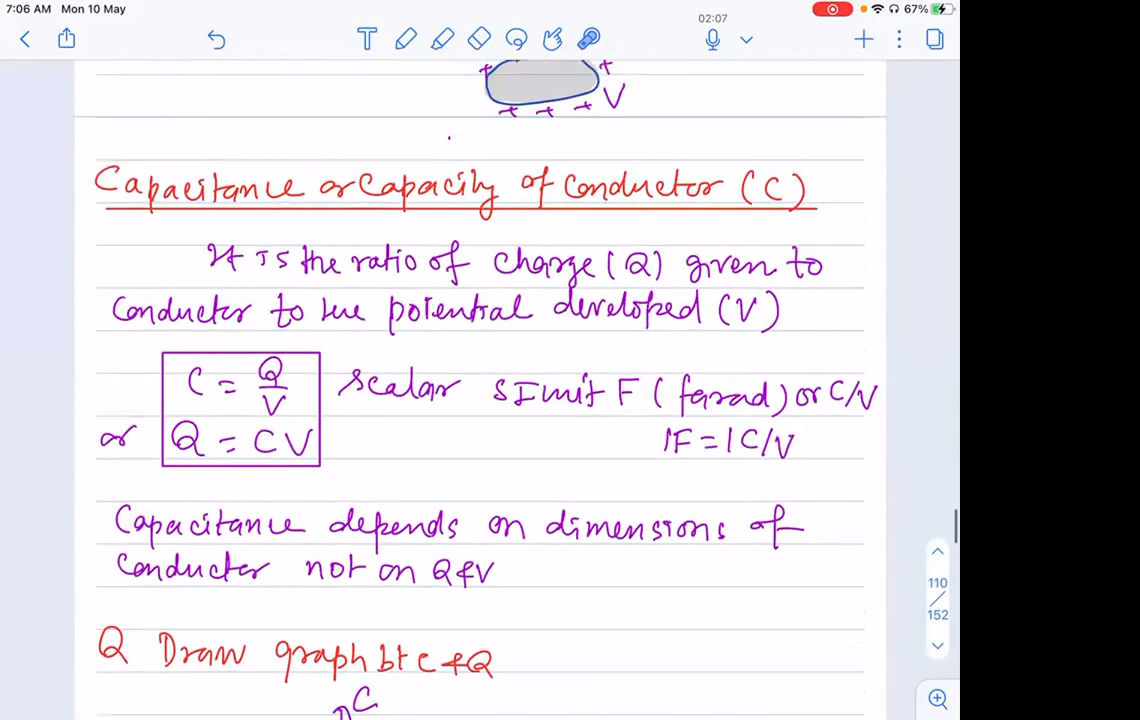 7:06 AM Mon 10 May
67%
02:07
T
+ +
+ + + V
Capacitance or Capacity of Conductor (C)
It is the ratio of charge (Q) given to
Conductor to the potential developed (V)
C = Q/V scalar SI unit F (farad) or C/V
or Q = CV 1F = 1 C/V
Capacitance depends on dimensions of
Conductor not on Q & V
110
/
152
Q Draw graph bt C & Q
C